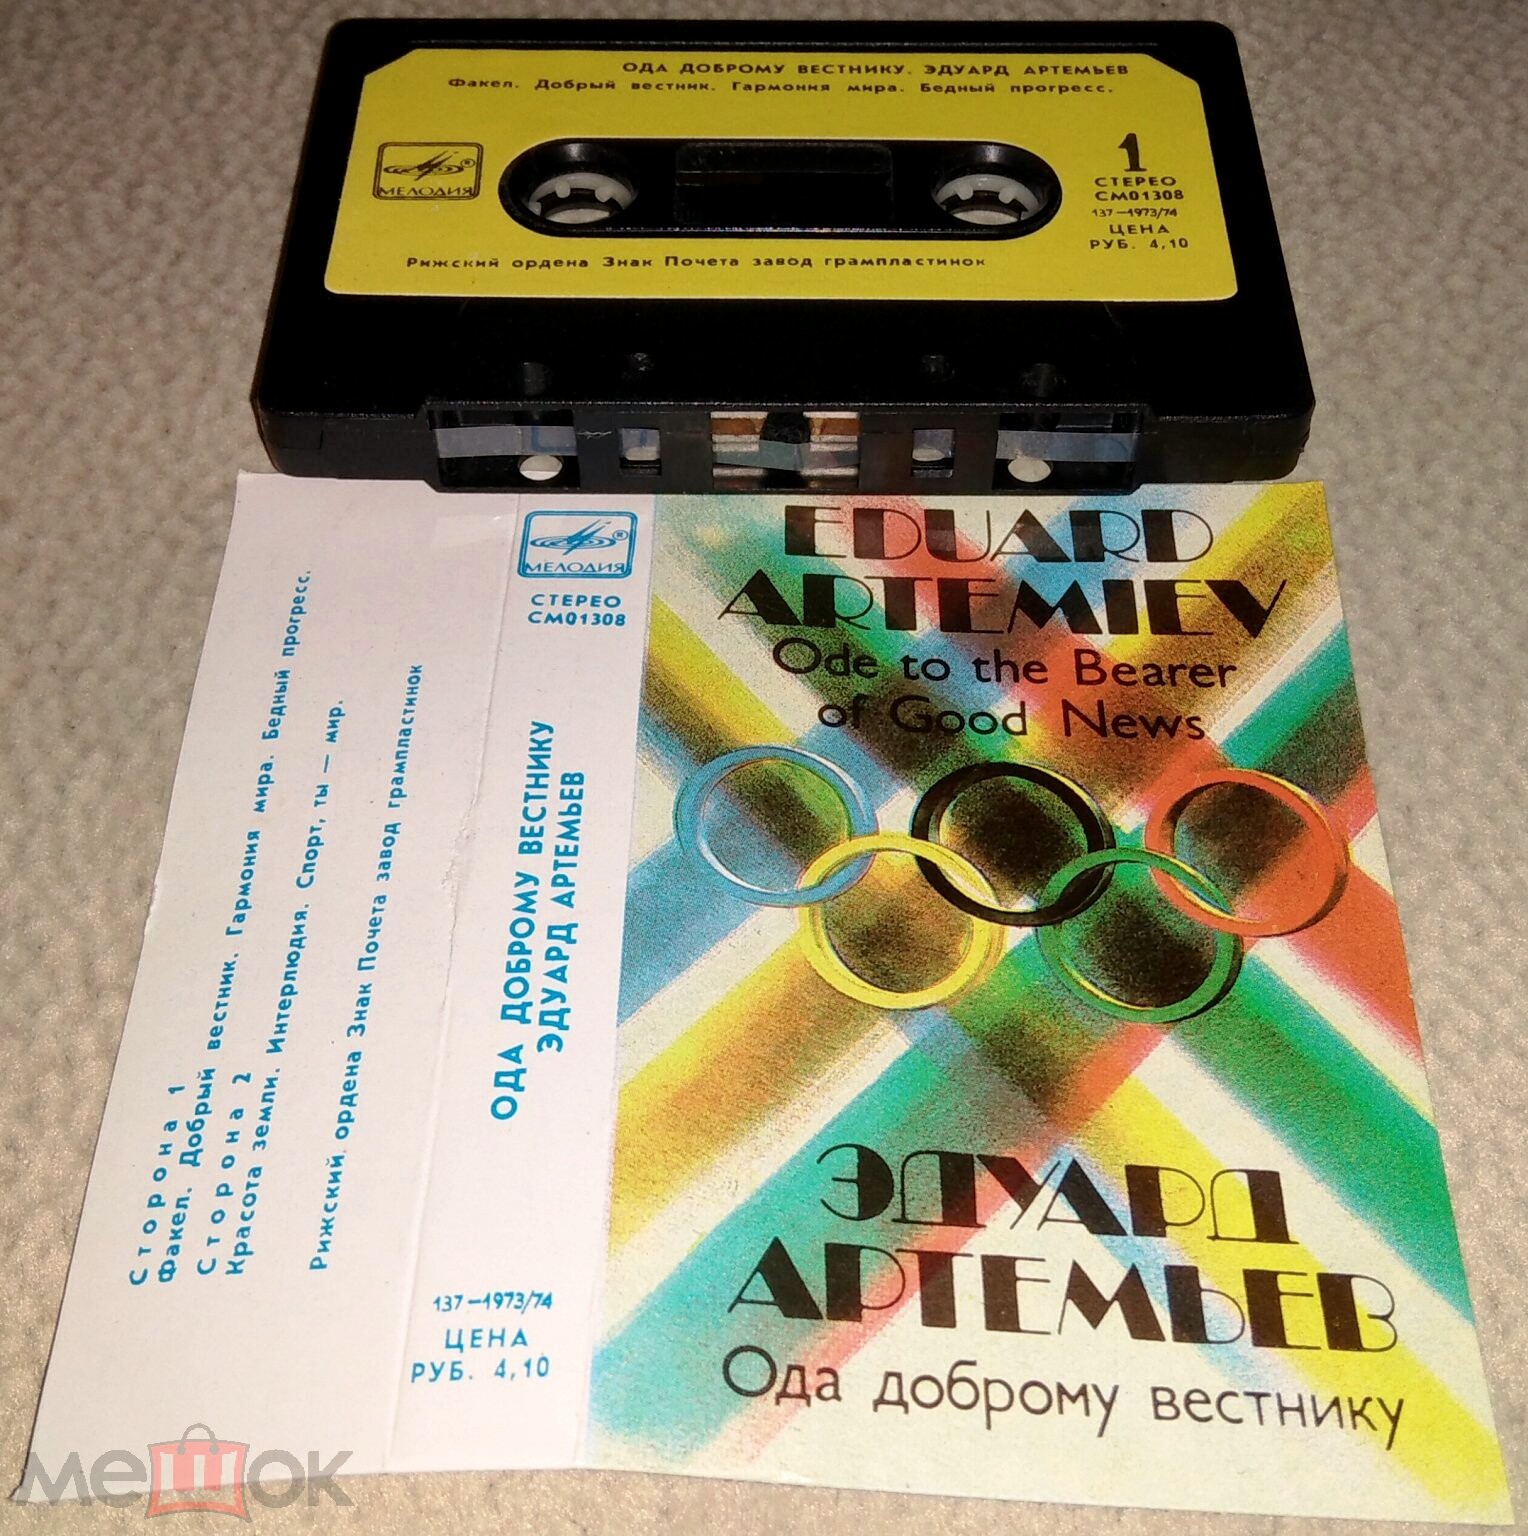 ОДА ДОБРОМУ ВЕСТНИКУ. ЭДУАРД АРТЕМЬЕВ
Факел. Добрый вестник. Гармония мира. Бедный прогресс.
МЕЛОДИЯ ®
1
СТЕРЕО
СМ01308
137—1973/74
ЦЕНА
РУБ. 4,10
Рижский ордена Знак Почета завод грампластинок
Сторона 1
Факел. Добрый вестник. Гармония мира. Бедный прогресс.
Сторона 2
Красота земли. Интерлюдия. Спорт, ты — мир.
Рижский ордена Знак Почета завод грампластинок
МЕЛОДИЯ ®
СТЕРЕО
СМ01308
ОДА ДОБРОМУ ВЕСТНИКУ
ЭДУАРД АРТЕМЬЕВ
137—1973/74
ЦЕНА
РУБ. 4,10
EDUARD
ARTEMIEV
Ode to the Bearer
of Good News
ЭДУАРД
АРТЕМЬЕВ
Ода доброму вестнику
мешок